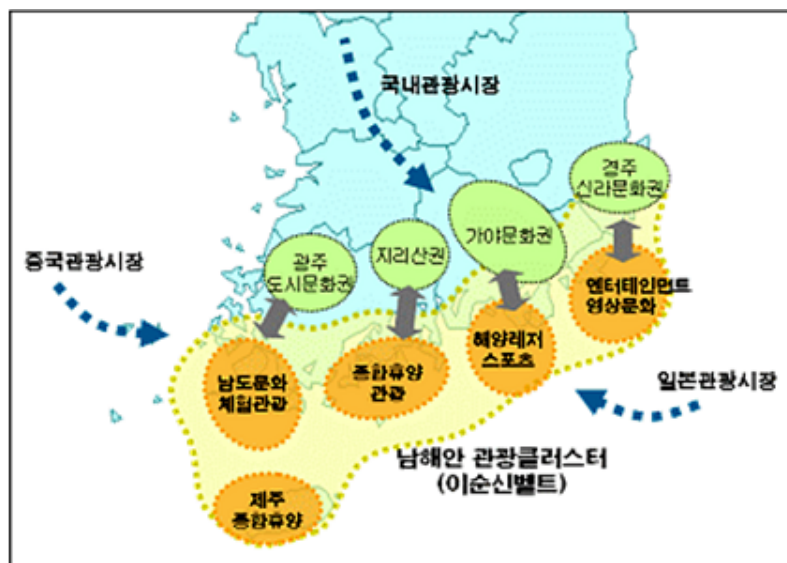 국내관광시장
경주
신라문화권
가야문화권
지리산권
광주
도시문화권
중국관광시장
엔터테인먼트
영상문화
해양레저
스포츠
종합휴양
관광
남도문화
체험관광
일본관광시장
남해안 관광클러스터
(이순신벨트)
제주
종합휴양